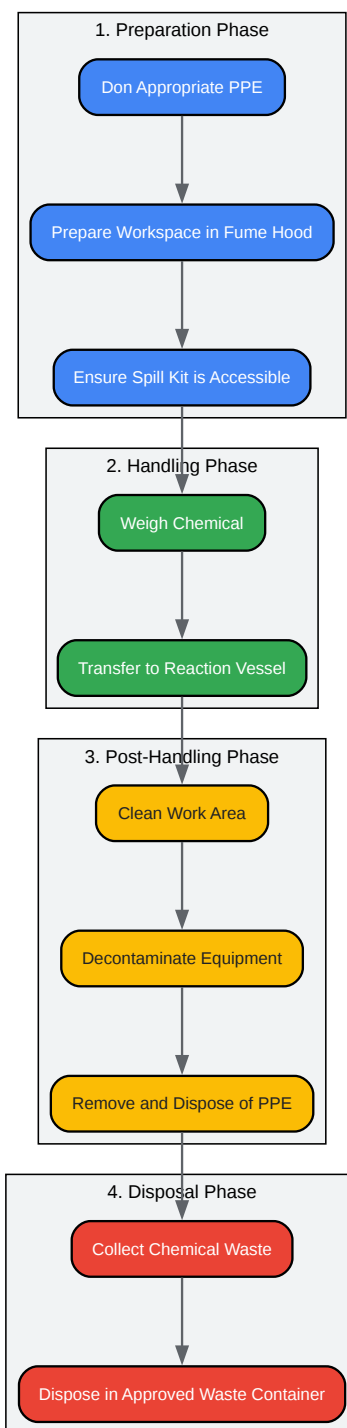 1. Preparation Phase
Don Appropriate PPE
Prepare Workspace in Fume Hood
Ensure Spill Kit is Accessible
2. Handling Phase
Weigh Chemical
Transfer to Reaction Vessel
3. Post-Handling Phase
Clean Work Area
Decontaminate Equipment
Remove and Dispose of PPE
4. Disposal Phase
Collect Chemical Waste
Dispose in Approved Waste Container